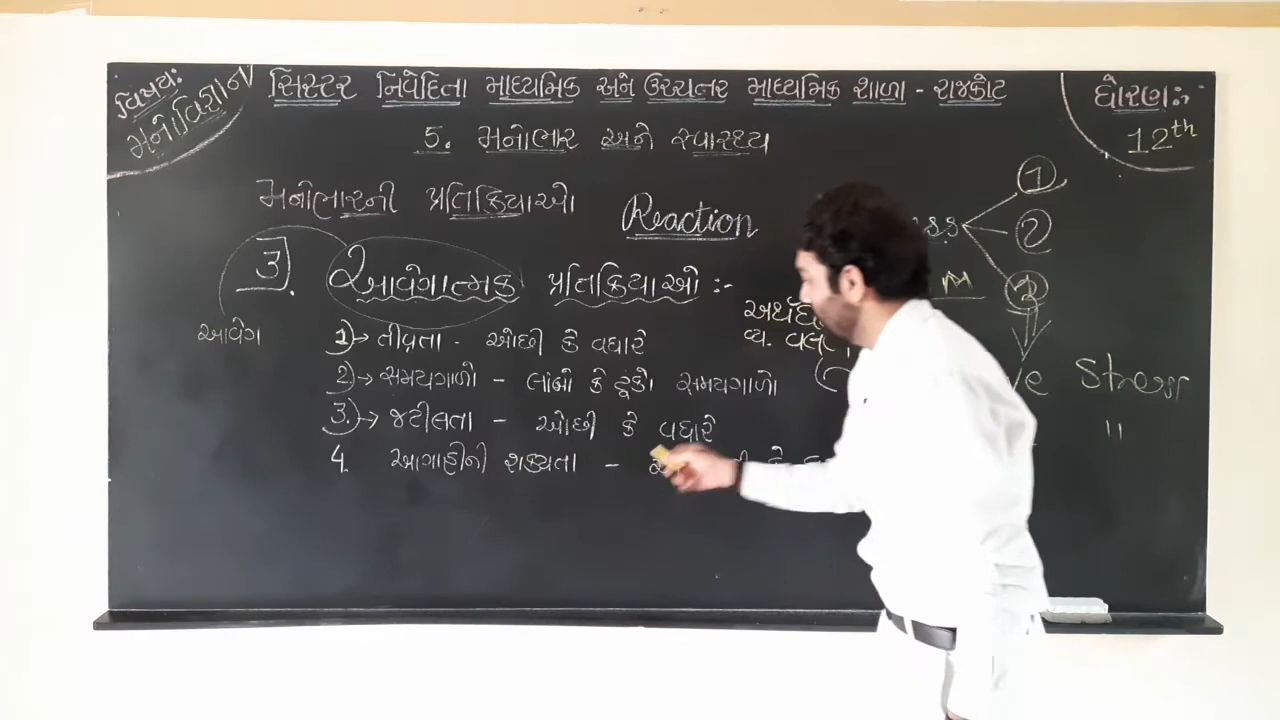 વિષય:
મનોવિજ્ઞાન
સિસ્ટર નિવેદિતા માધ્યમિક અને ઉચ્ચતર માધ્યમિક શાળા - રાજકોટ
ધોરણ:
12th
5. મનોભાર અને સ્વાસ્થ્ય
મનોભારની પ્રતિક્રિયાઓ Reaction
1
2
3. આવેગાત્મક પ્રતિક્રિયાઓ :-
આવેગ
1) → તીવ્રતા - ઓછી કે વધારે
2) → સમયગાળો - લાંબો કે ટૂંકો સમયગાળો
3. → જટીલતા - ઓછી કે વધારે
4. આગાહીની શક્યતા -
વ્ય.
Stress
"